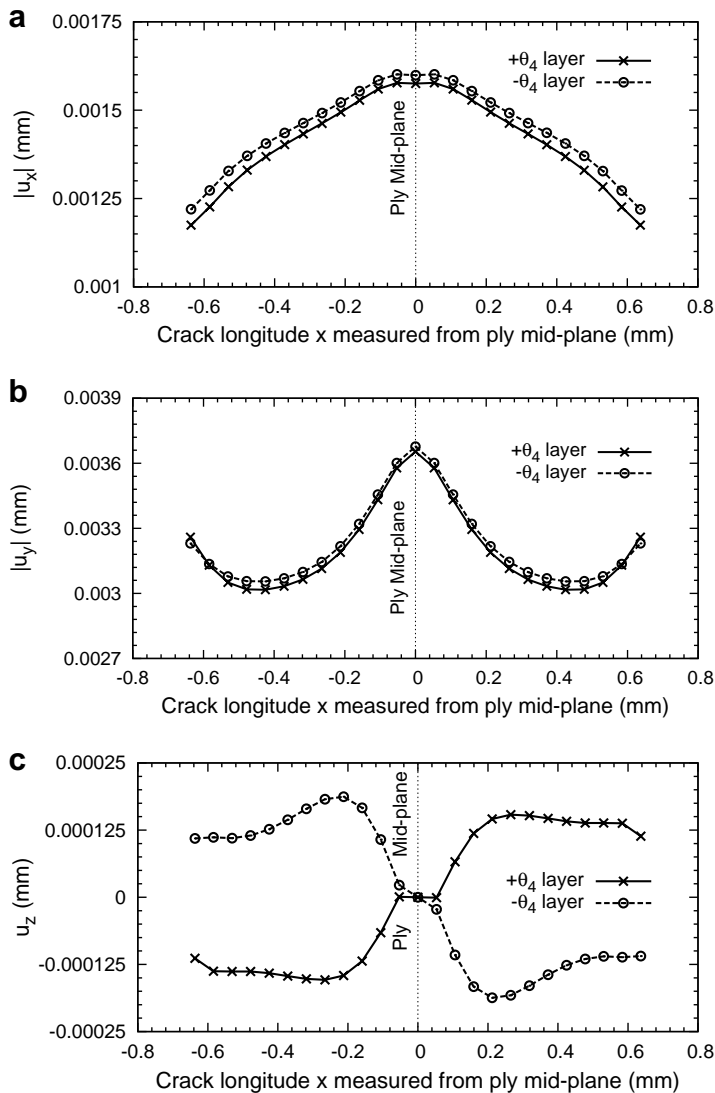 a
0.00175
0.0015
0.00125
0.001
|uₓ| (mm)
+θ₄ layer
-θ₄ layer
Ply Mid-plane
-0.8 -0.6 -0.4 -0.2 0 0.2 0.4 0.6 0.8
Crack longitude x measured from ply mid-plane (mm)
b
0.0039
0.0036
0.0033
0.003
0.0027
|u_y| (mm)
+θ₄ layer
-θ₄ layer
Ply Mid-plane
-0.8 -0.6 -0.4 -0.2 0 0.2 0.4 0.6 0.8
Crack longitude x measured from ply mid-plane (mm)
c
0.00025
0.000125
0
-0.000125
-0.00025
u_z (mm)
+θ₄ layer
-θ₄ layer
Ply Mid-plane
-0.8 -0.6 -0.4 -0.2 0 0.2 0.4 0.6 0.8
Crack longitude x measured from ply mid-plane (mm)